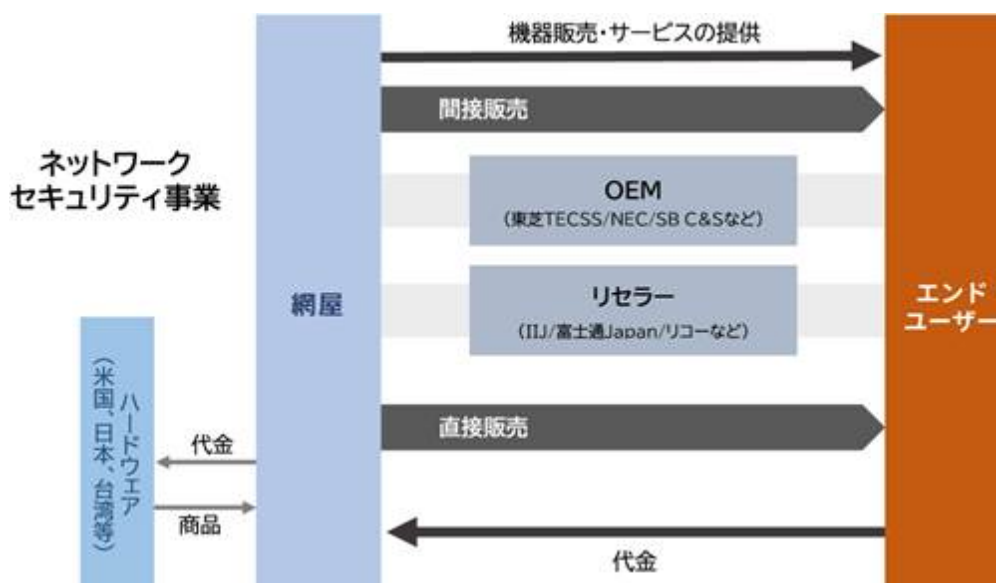 機器販売・サービスの提供
間接販売
ネットワーク
セキュリティ事業
OEM
（東芝TECSS/NEC/SB C&Sなど）
網屋
リセラー
（IIJ/富士通Japan/リコーなど）
エンド
ユーザー
ハードウェア
（米国、日本、台湾等）
直接販売
代金
商品
代金